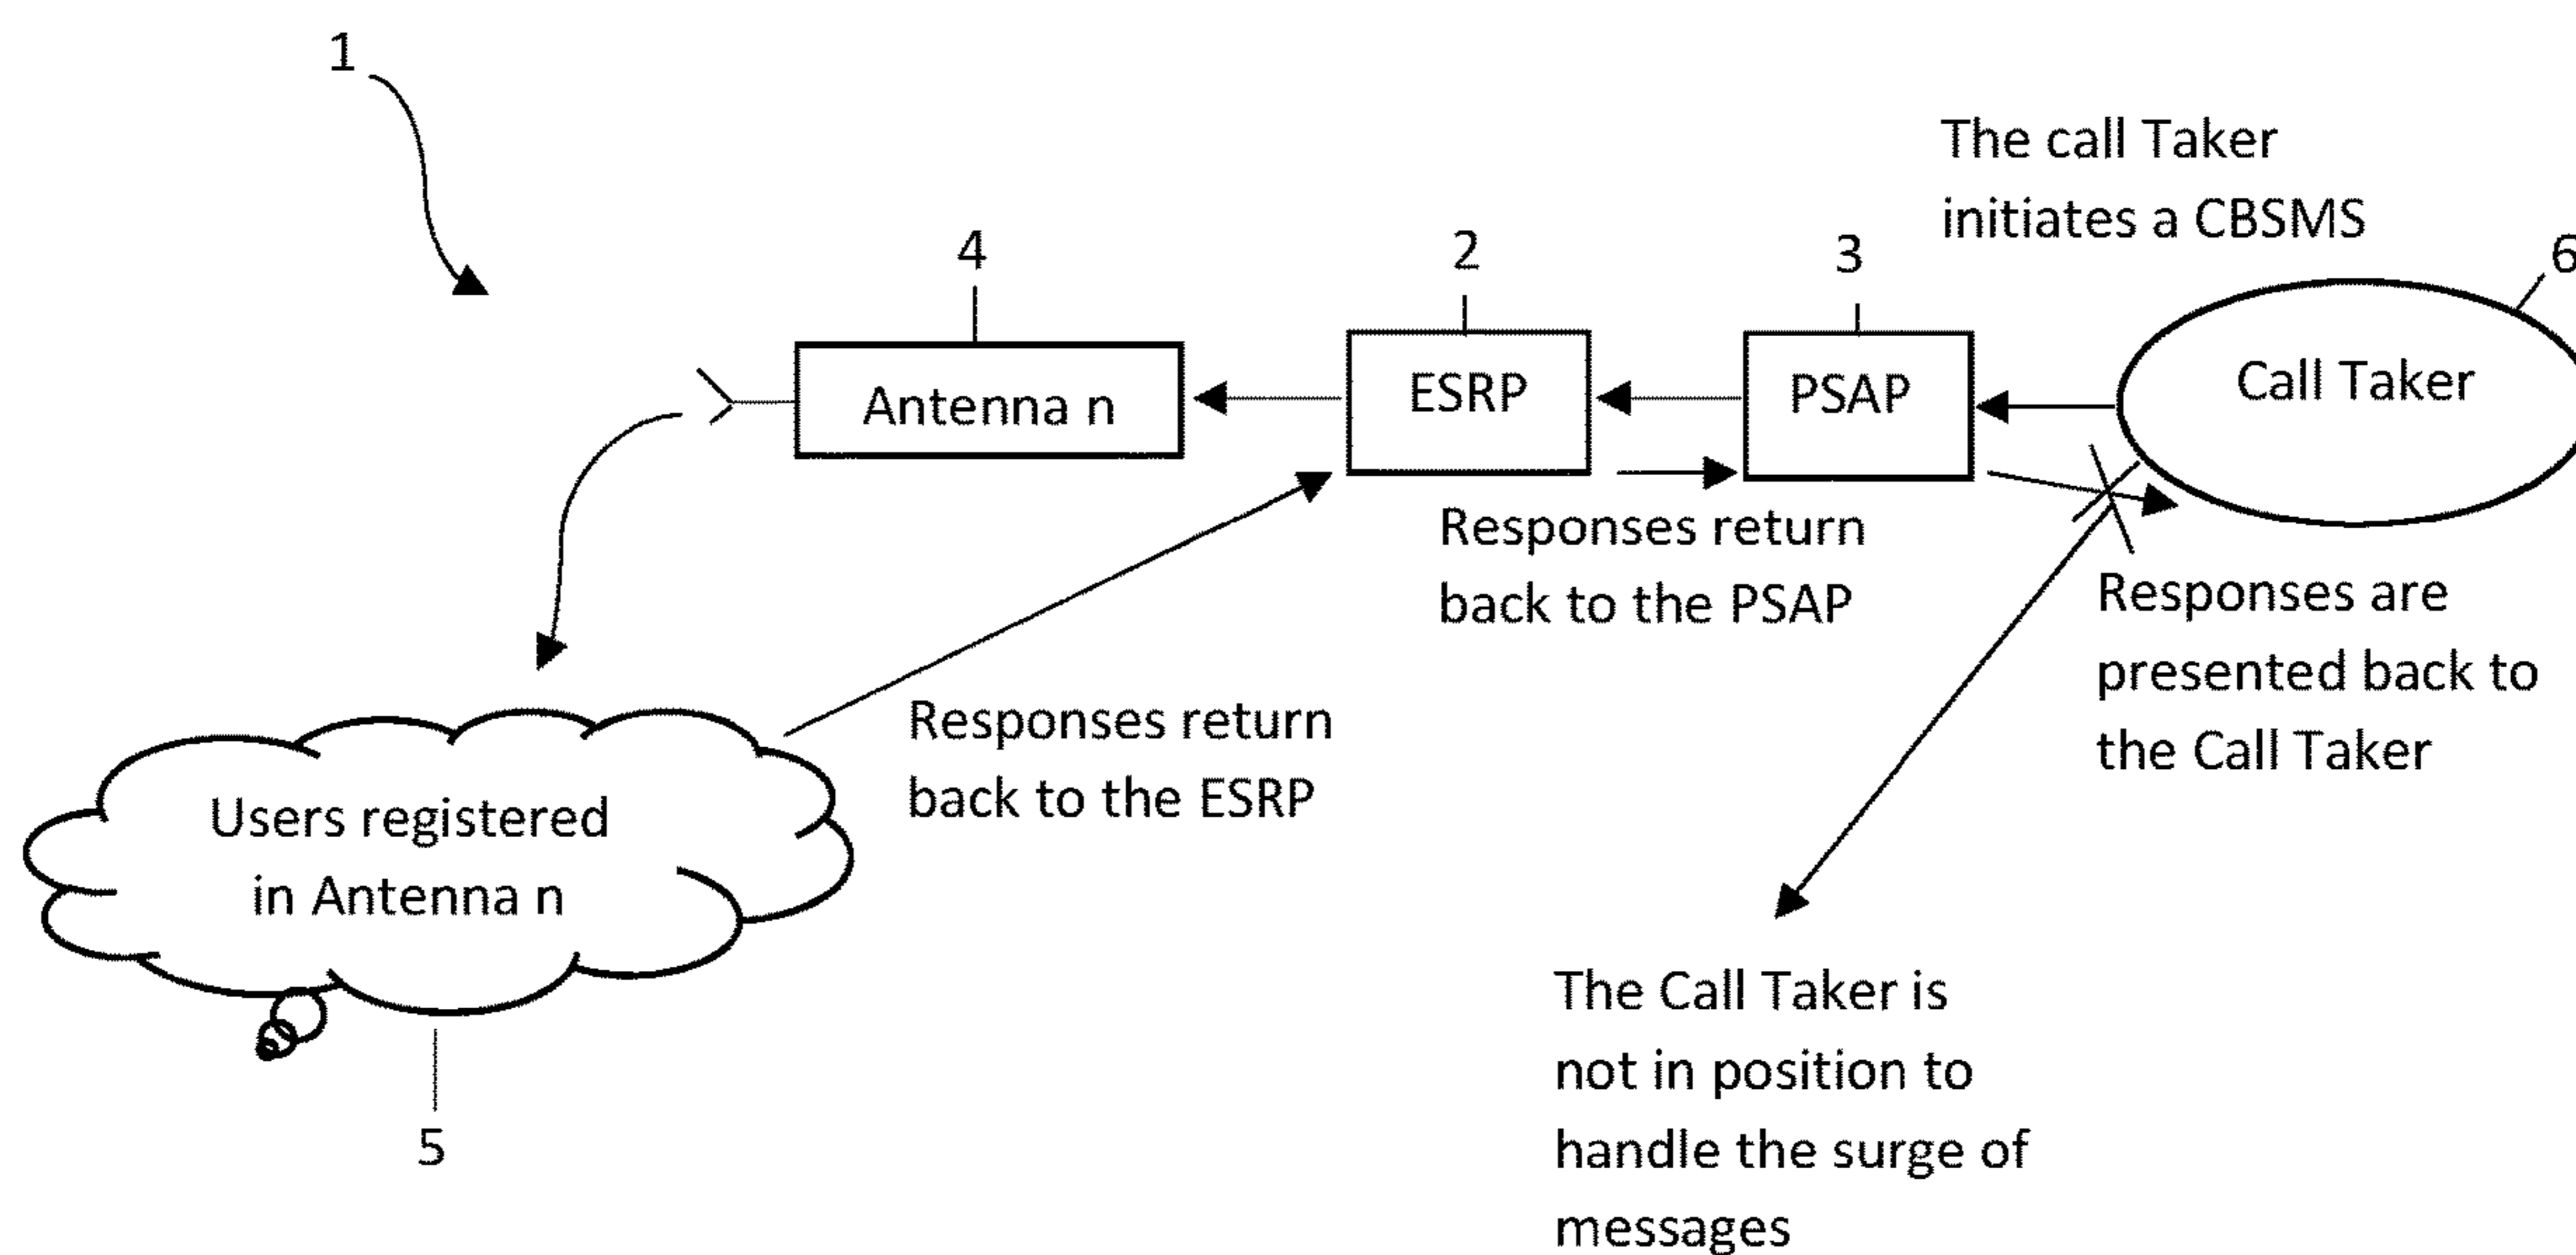 1
The call Taker
initiates a CBSMS
4
2
3
6
Antenna n
ESRP
PSAP
Call Taker
Responses return
back to the PSAP
Responses are
presented back to
the Call Taker
Responses return
back to the ESRP
Users registered
in Antenna n
5
The Call Taker is
not in position to
handle the surge of
messages